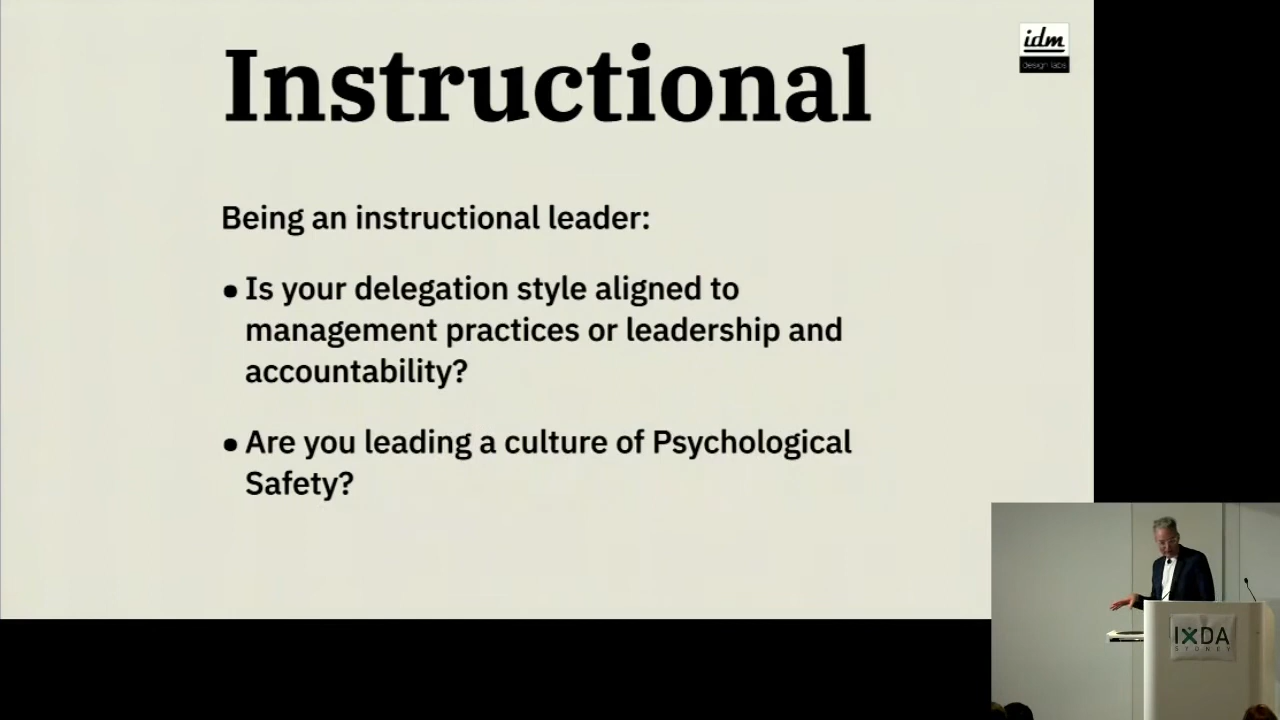 Instructional
idm
design labs
Being an instructional leader:
• Is your delegation style aligned to
management practices or leadership and
accountability?
• Are you leading a culture of Psychological
Safety?
IXDA
SYDNEY